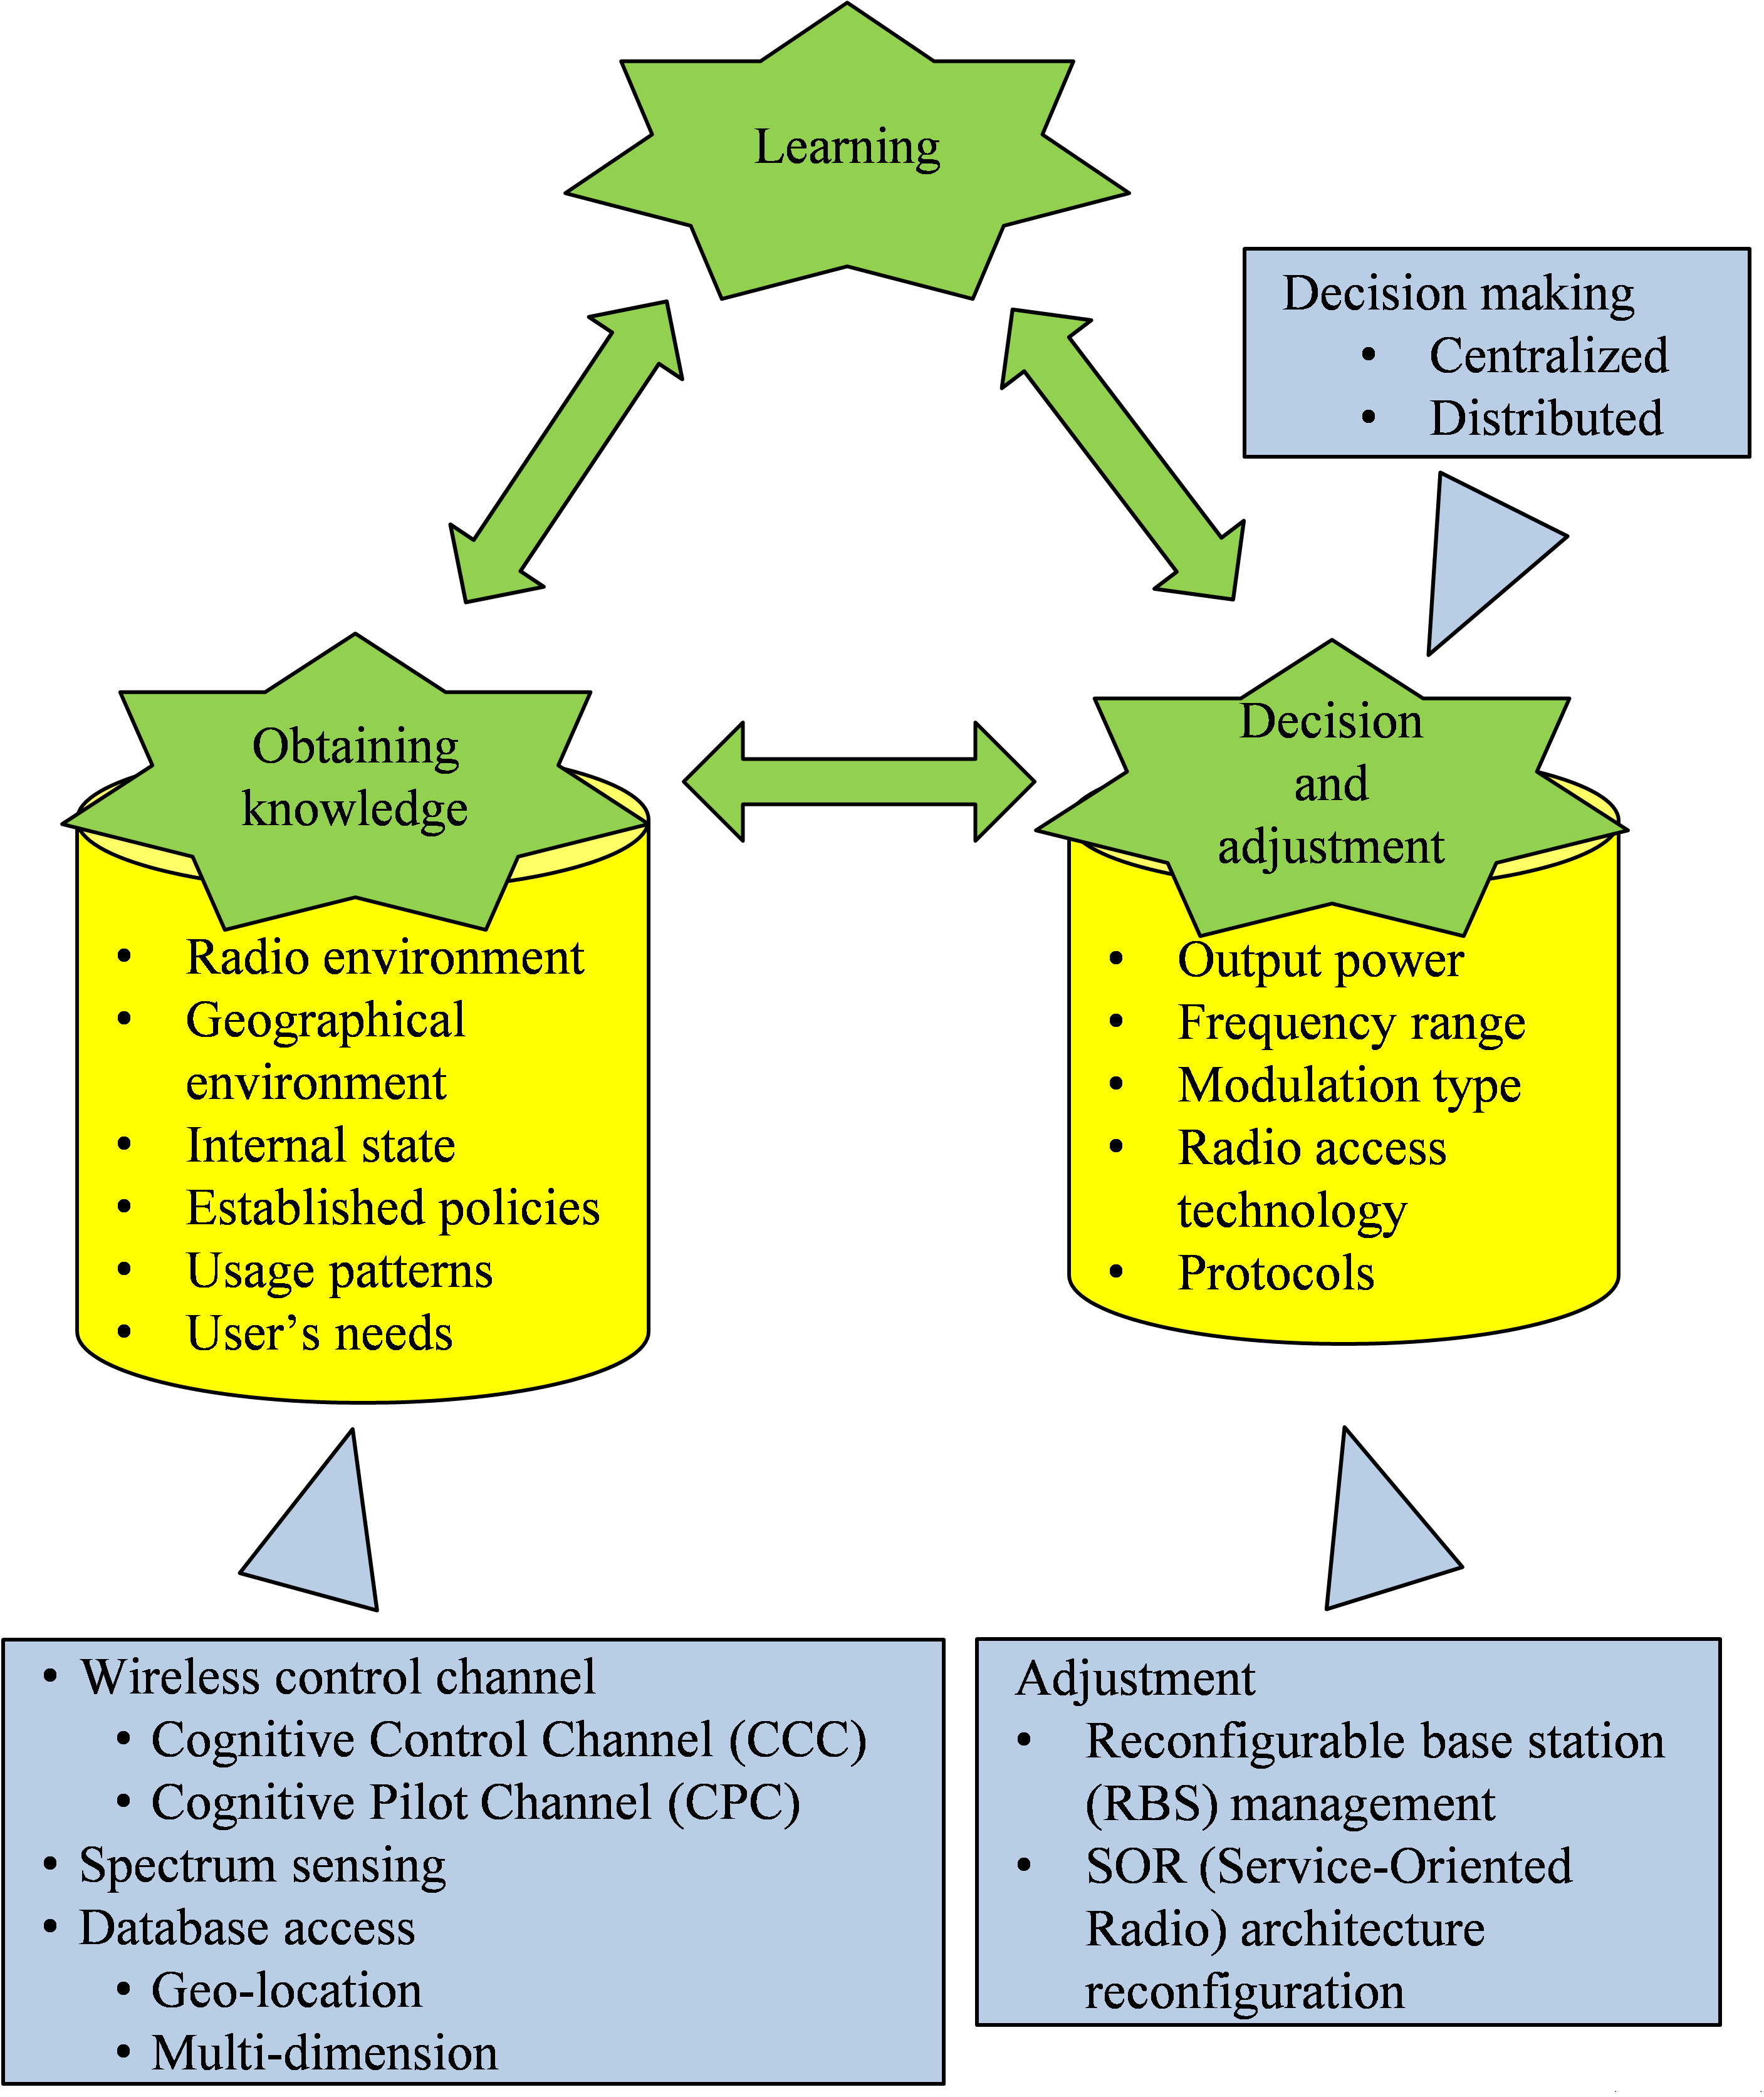 Learning
Decision making
• Centralized
• Distributed
Obtaining
knowledge
• Radio environment
• Geographical
environment
• Internal state
• Established policies
• Usage patterns
• User’s needs
Decision
and
adjustment
• Output power
• Frequency range
• Modulation type
• Radio access
technology
• Protocols
• Wireless control channel
• Cognitive Control Channel (CCC)
• Cognitive Pilot Channel (CPC)
• Spectrum sensing
• Database access
• Geo-location
• Multi-dimension
Adjustment
• Reconfigurable base station
(RBS) management
• SOR (Service-Oriented
Radio) architecture
reconfiguration